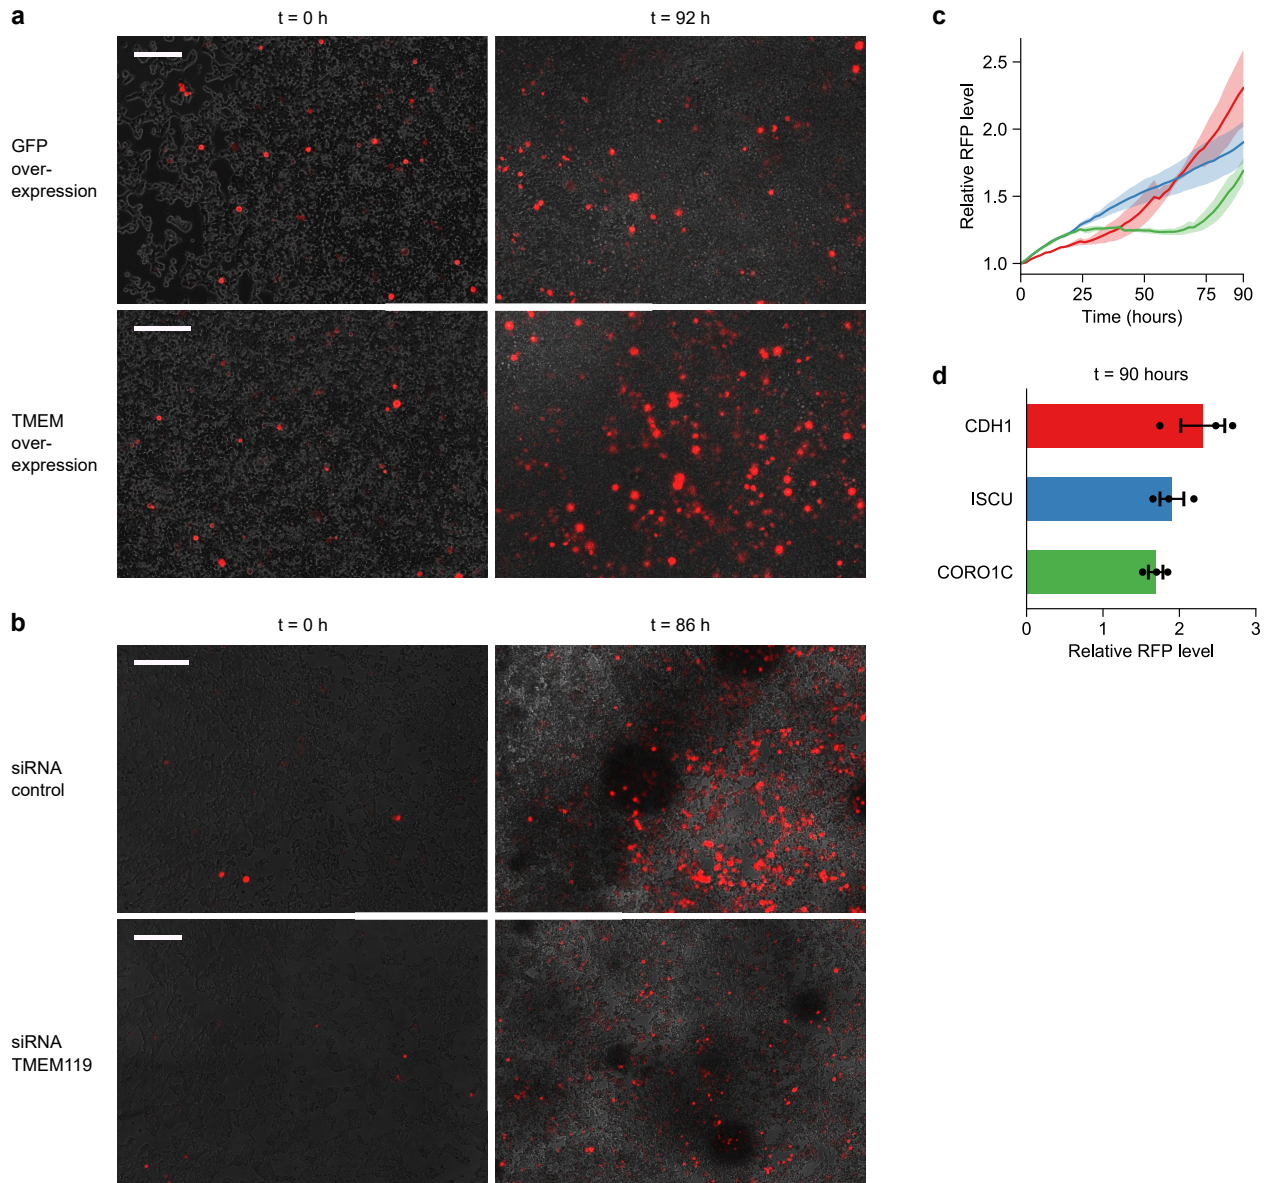 a
t = 0 h
t = 92 h
GFP
over-
expression
TMEM
over-
expression
b
t = 0 h
t = 86 h
siRNA
control
siRNA
TMEM119
c
Relative RFP level
2.5
2.0
1.5
1.0
0 25 50 75 90
Time (hours)
d
t = 90 hours
CDH1
ISCU
CORO1C
0 1 2 3
Relative RFP level